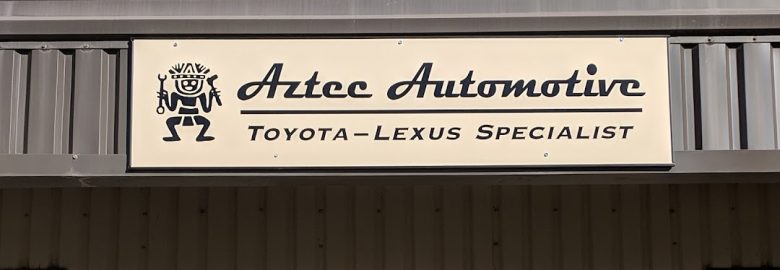 Aztec Automotive
TOYOTA–LEXUS SPECIALIST